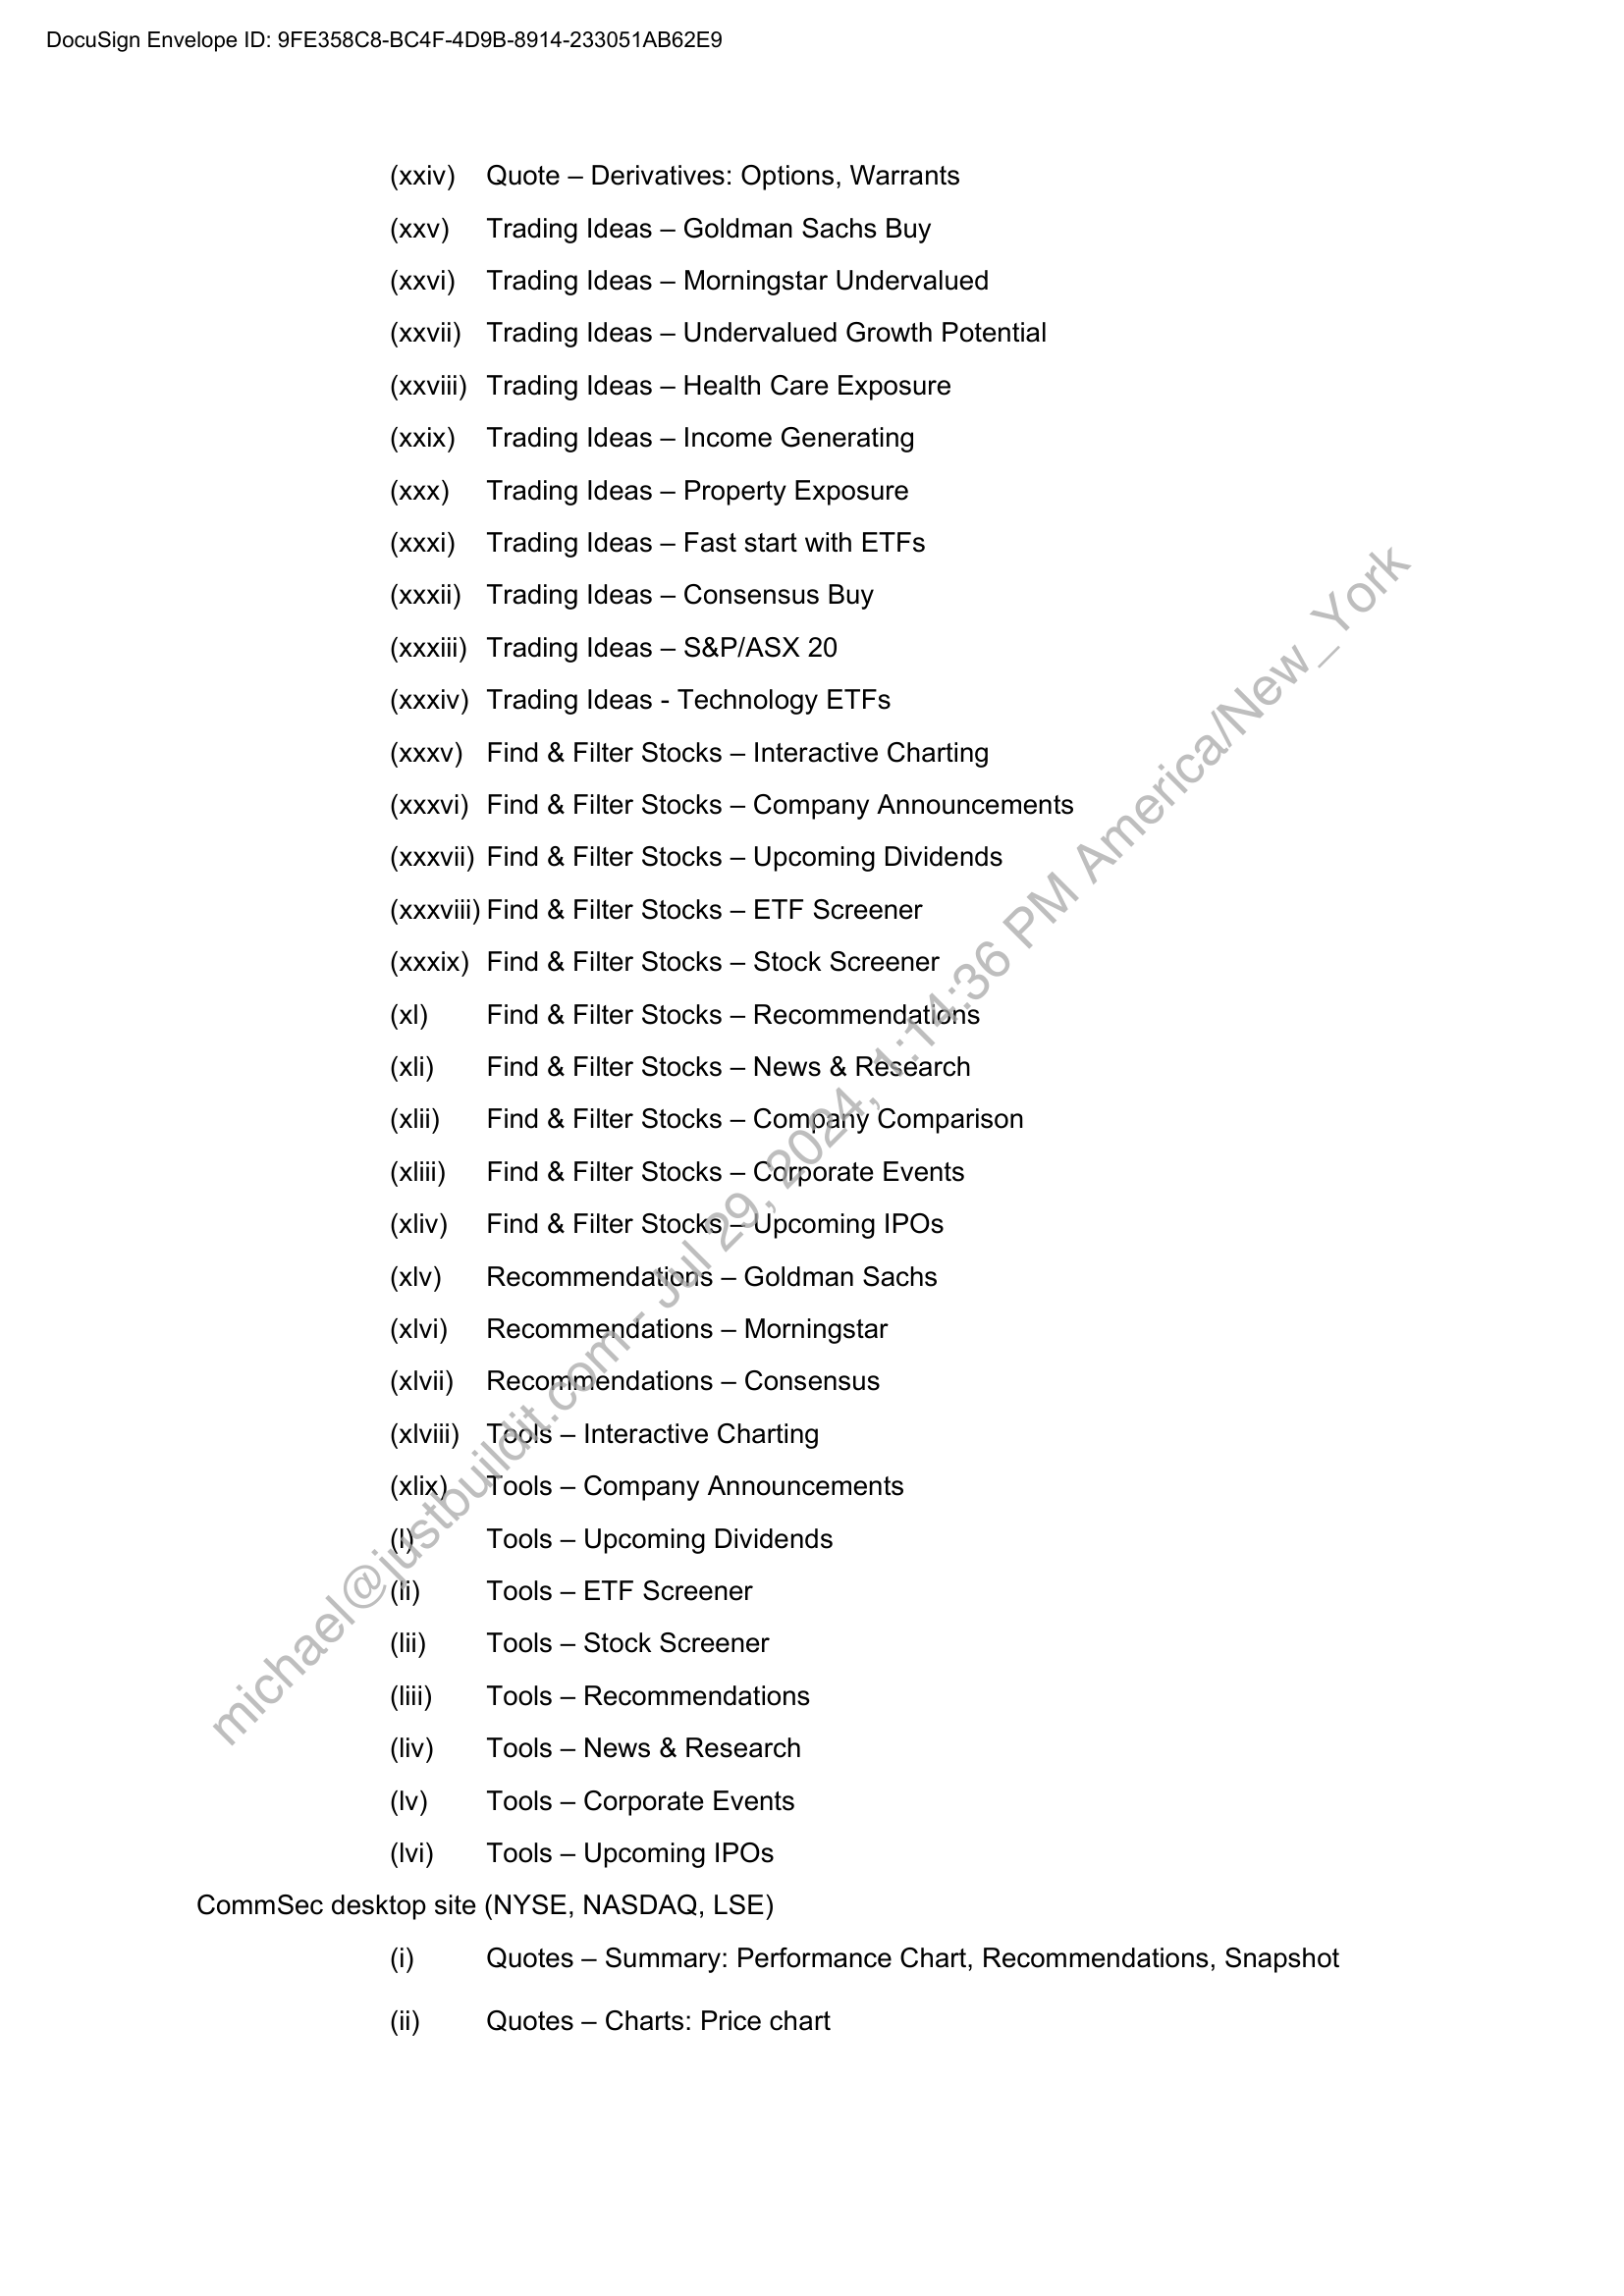 DocuSign Envelope ID: 9FE358C8-BC4F-4D9B-8914-233051AB62E9
(xxiv) Quote – Derivatives: Options, Warrants
(xxv) Trading Ideas – Goldman Sachs Buy
(xxvi) Trading Ideas – Morningstar Undervalued
(xxvii) Trading Ideas – Undervalued Growth Potential
(xxviii) Trading Ideas – Health Care Exposure
(xxix) Trading Ideas – Income Generating
(xxx) Trading Ideas – Property Exposure
(xxxi) Trading Ideas – Fast start with ETFs
(xxxii) Trading Ideas – Consensus Buy
(xxxiii) Trading Ideas – S&P/ASX 20
(xxxiv) Trading Ideas - Technology ETFs
(xxxv) Find & Filter Stocks – Interactive Charting
(xxxvi) Find & Filter Stocks – Company Announcements
(xxxvii) Find & Filter Stocks – Upcoming Dividends
(xxxviii) Find & Filter Stocks – ETF Screener
(xxxix) Find & Filter Stocks – Stock Screener
(xl) Find & Filter Stocks – Recommendations
(xli) Find & Filter Stocks – News & Research
(xlii) Find & Filter Stocks – Company Comparison
(xliii) Find & Filter Stocks – Corporate Events
(xliv) Find & Filter Stocks – Upcoming IPOs
(xlv) Recommendations – Goldman Sachs
(xlvi) Recommendations – Morningstar
(xlvii) Recommendations – Consensus
(xlviii) Tools – Interactive Charting
(xlix) Tools – Company Announcements
(l) Tools – Upcoming Dividends
(li) Tools – ETF Screener
(lii) Tools – Stock Screener
(liii) Tools – Recommendations
(liv) Tools – News & Research
(lv) Tools – Corporate Events
(lvi) Tools – Upcoming IPOs
CommSec desktop site (NYSE, NASDAQ, LSE)
(i) Quotes – Summary: Performance Chart, Recommendations, Snapshot
(ii) Quotes – Charts: Price chart
michael@justbuildit.com - Jul 29, 2024, 1:14:36 PM America/New_York